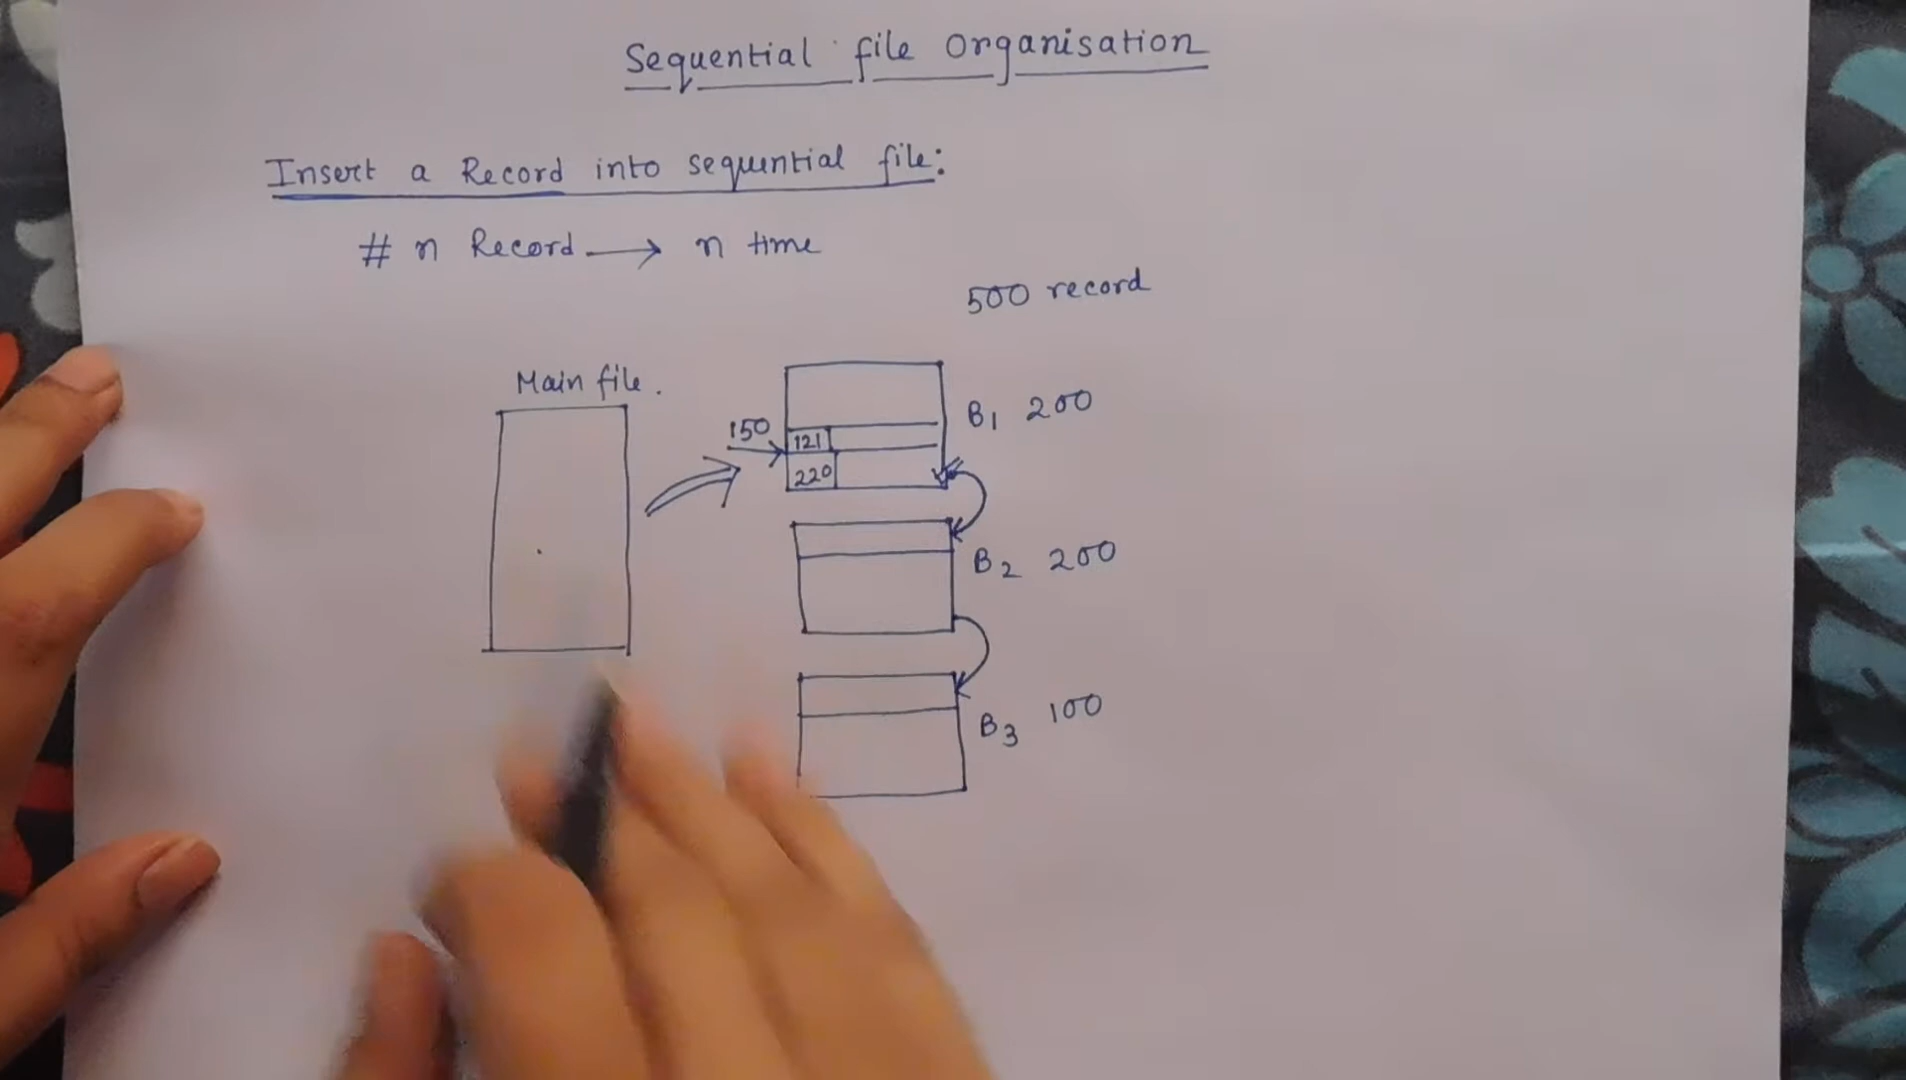 Sequential file Organisation
Insert a Record into sequential file:
# n Record → n time
500 record
Main file.
150
121
220
B1 200
B2 200
B3 100